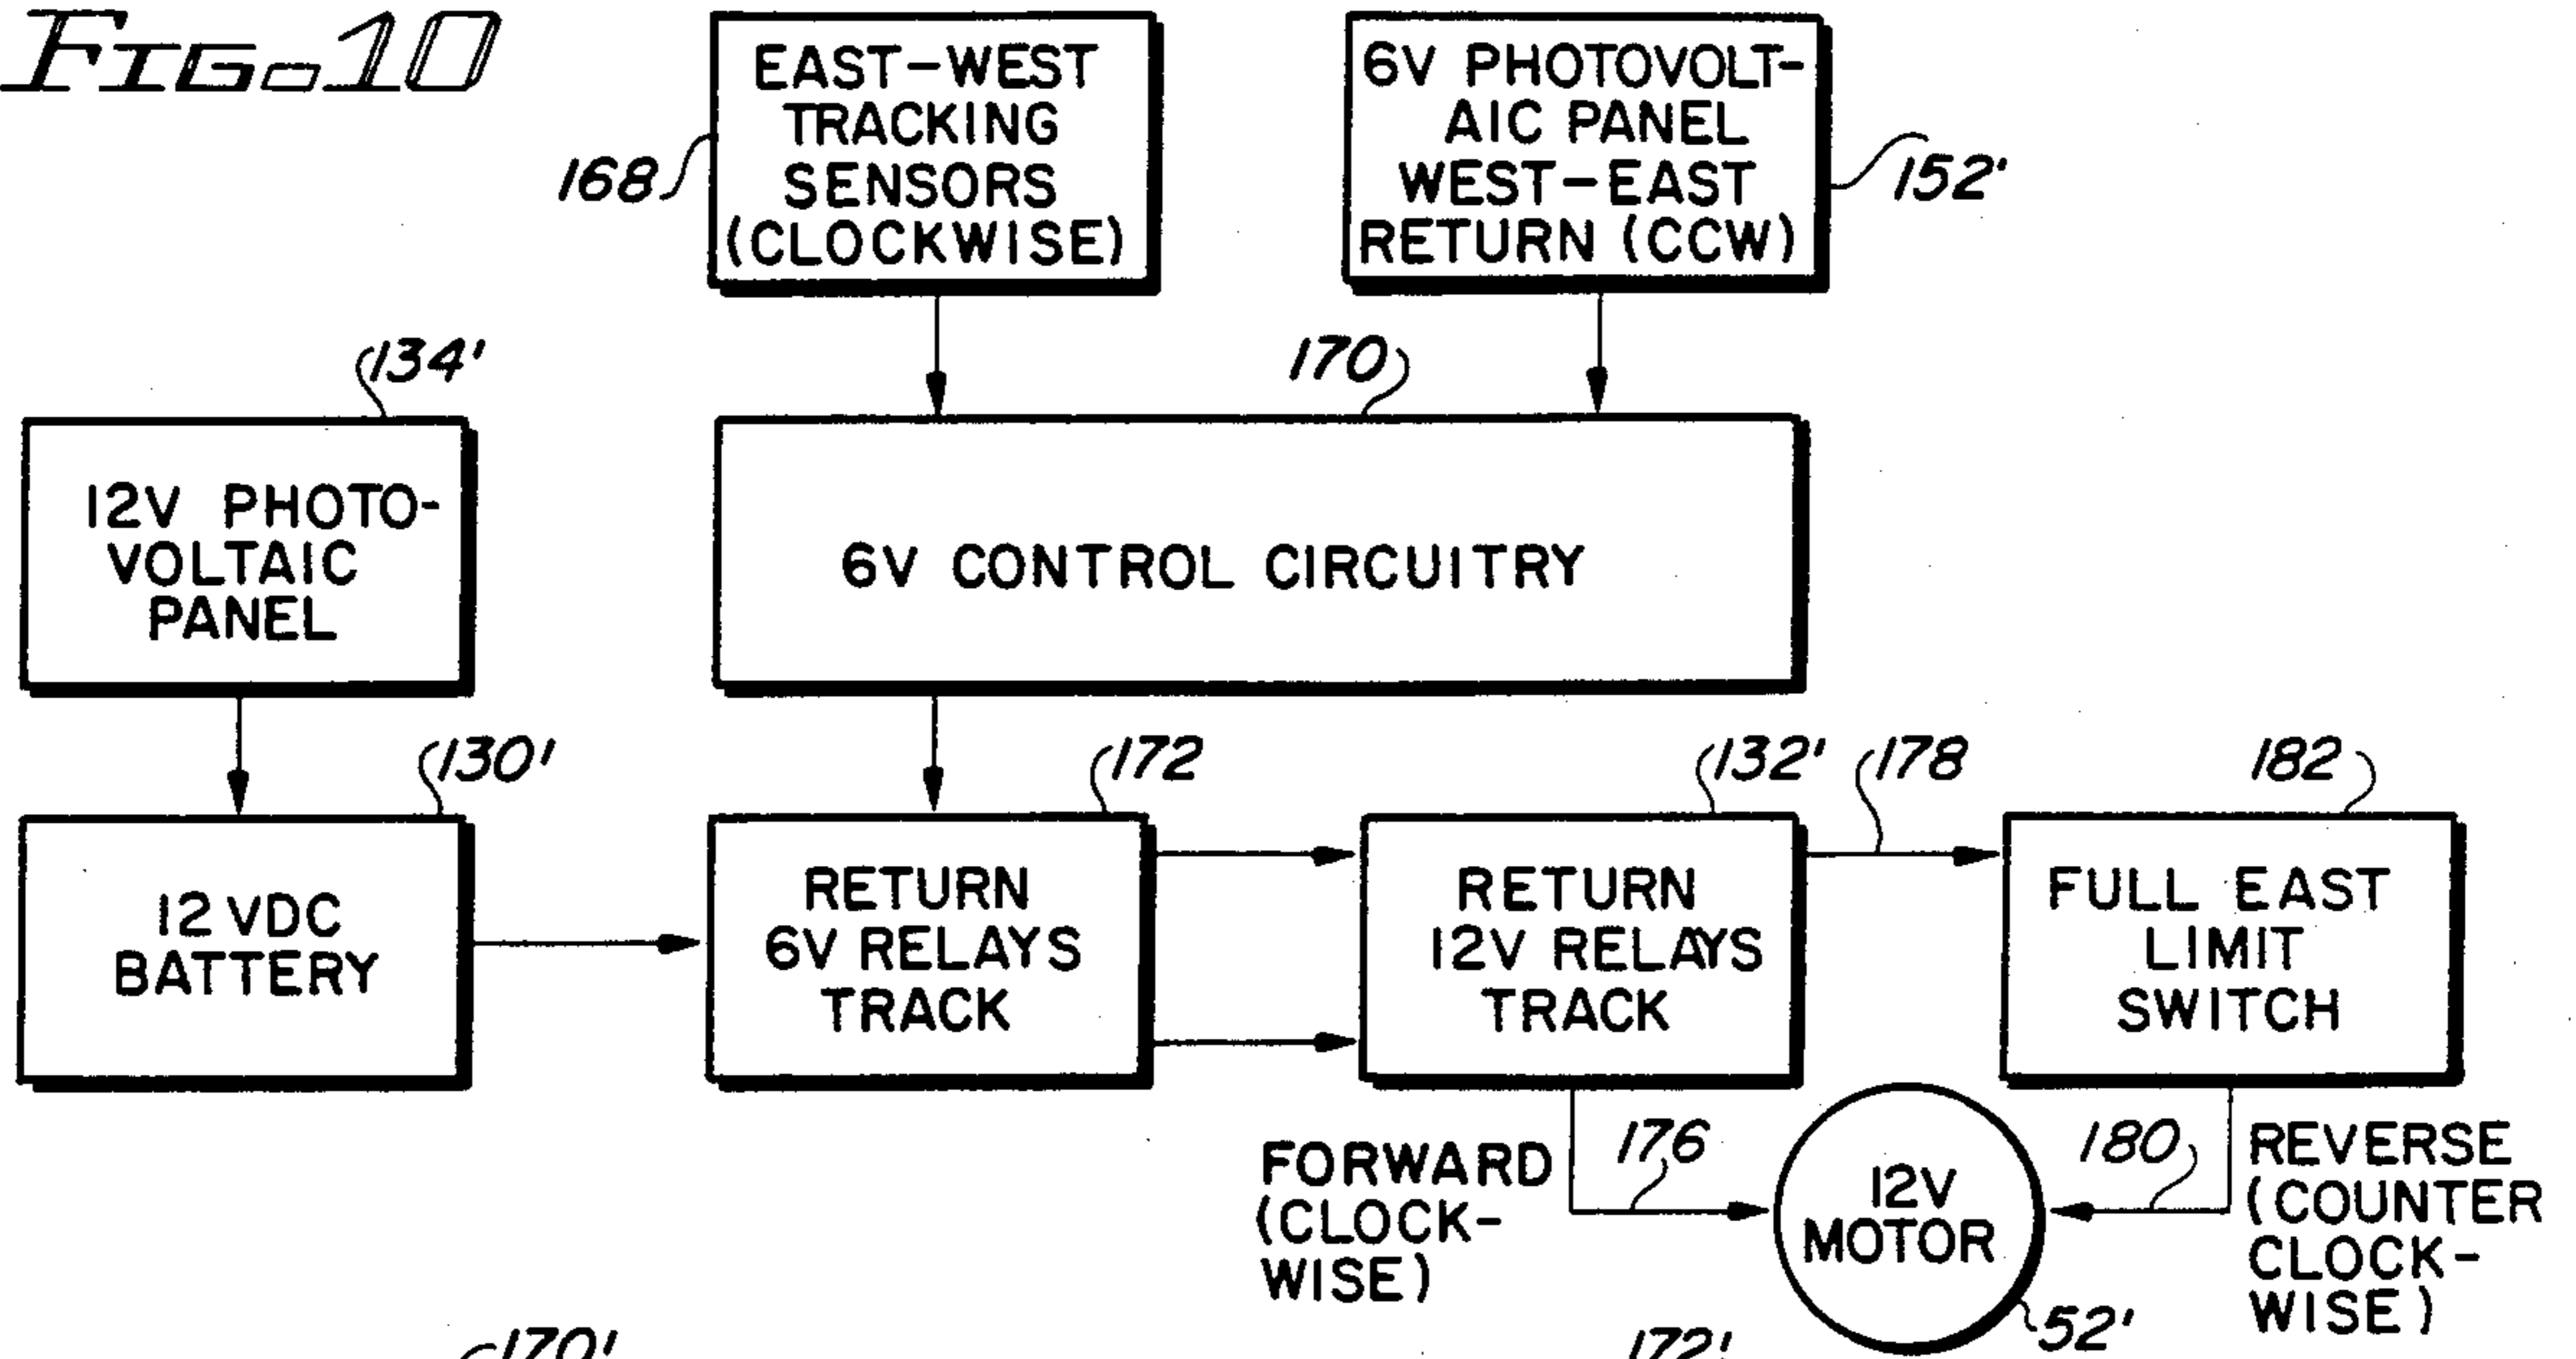 FIG. 10
EAST-WEST
TRACKING
SENSORS
(CLOCKWISE)
168
6V PHOTOVOLT-
AIC PANEL
WEST-EAST
RETURN (CCW)
152'
134'
12V PHOTO-
VOLTAIC
PANEL
170
6V CONTROL CIRCUITRY
130'
12 VDC
BATTERY
172
RETURN
6V RELAYS
TRACK
132'
RETURN
12V RELAYS
TRACK
178
182
FULL EAST
LIMIT
SWITCH
FORWARD
(CLOCK-
WISE)
176
12V
MOTOR
52'
180
REVERSE
(COUNTER
CLOCK-
WISE)
170'
172'